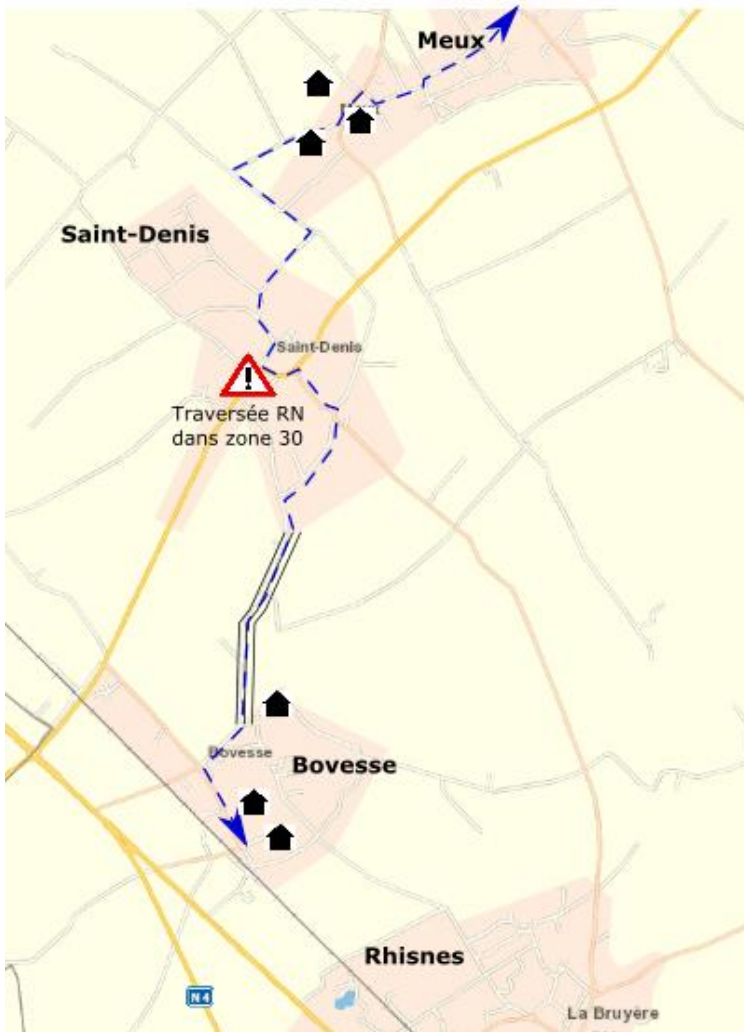 Meux
Saint-Denis
Saint-Denis
!
Traversée RN
dans zone 30
Bovesse
Bovesse
Rhisnes
N4
La Bruyère